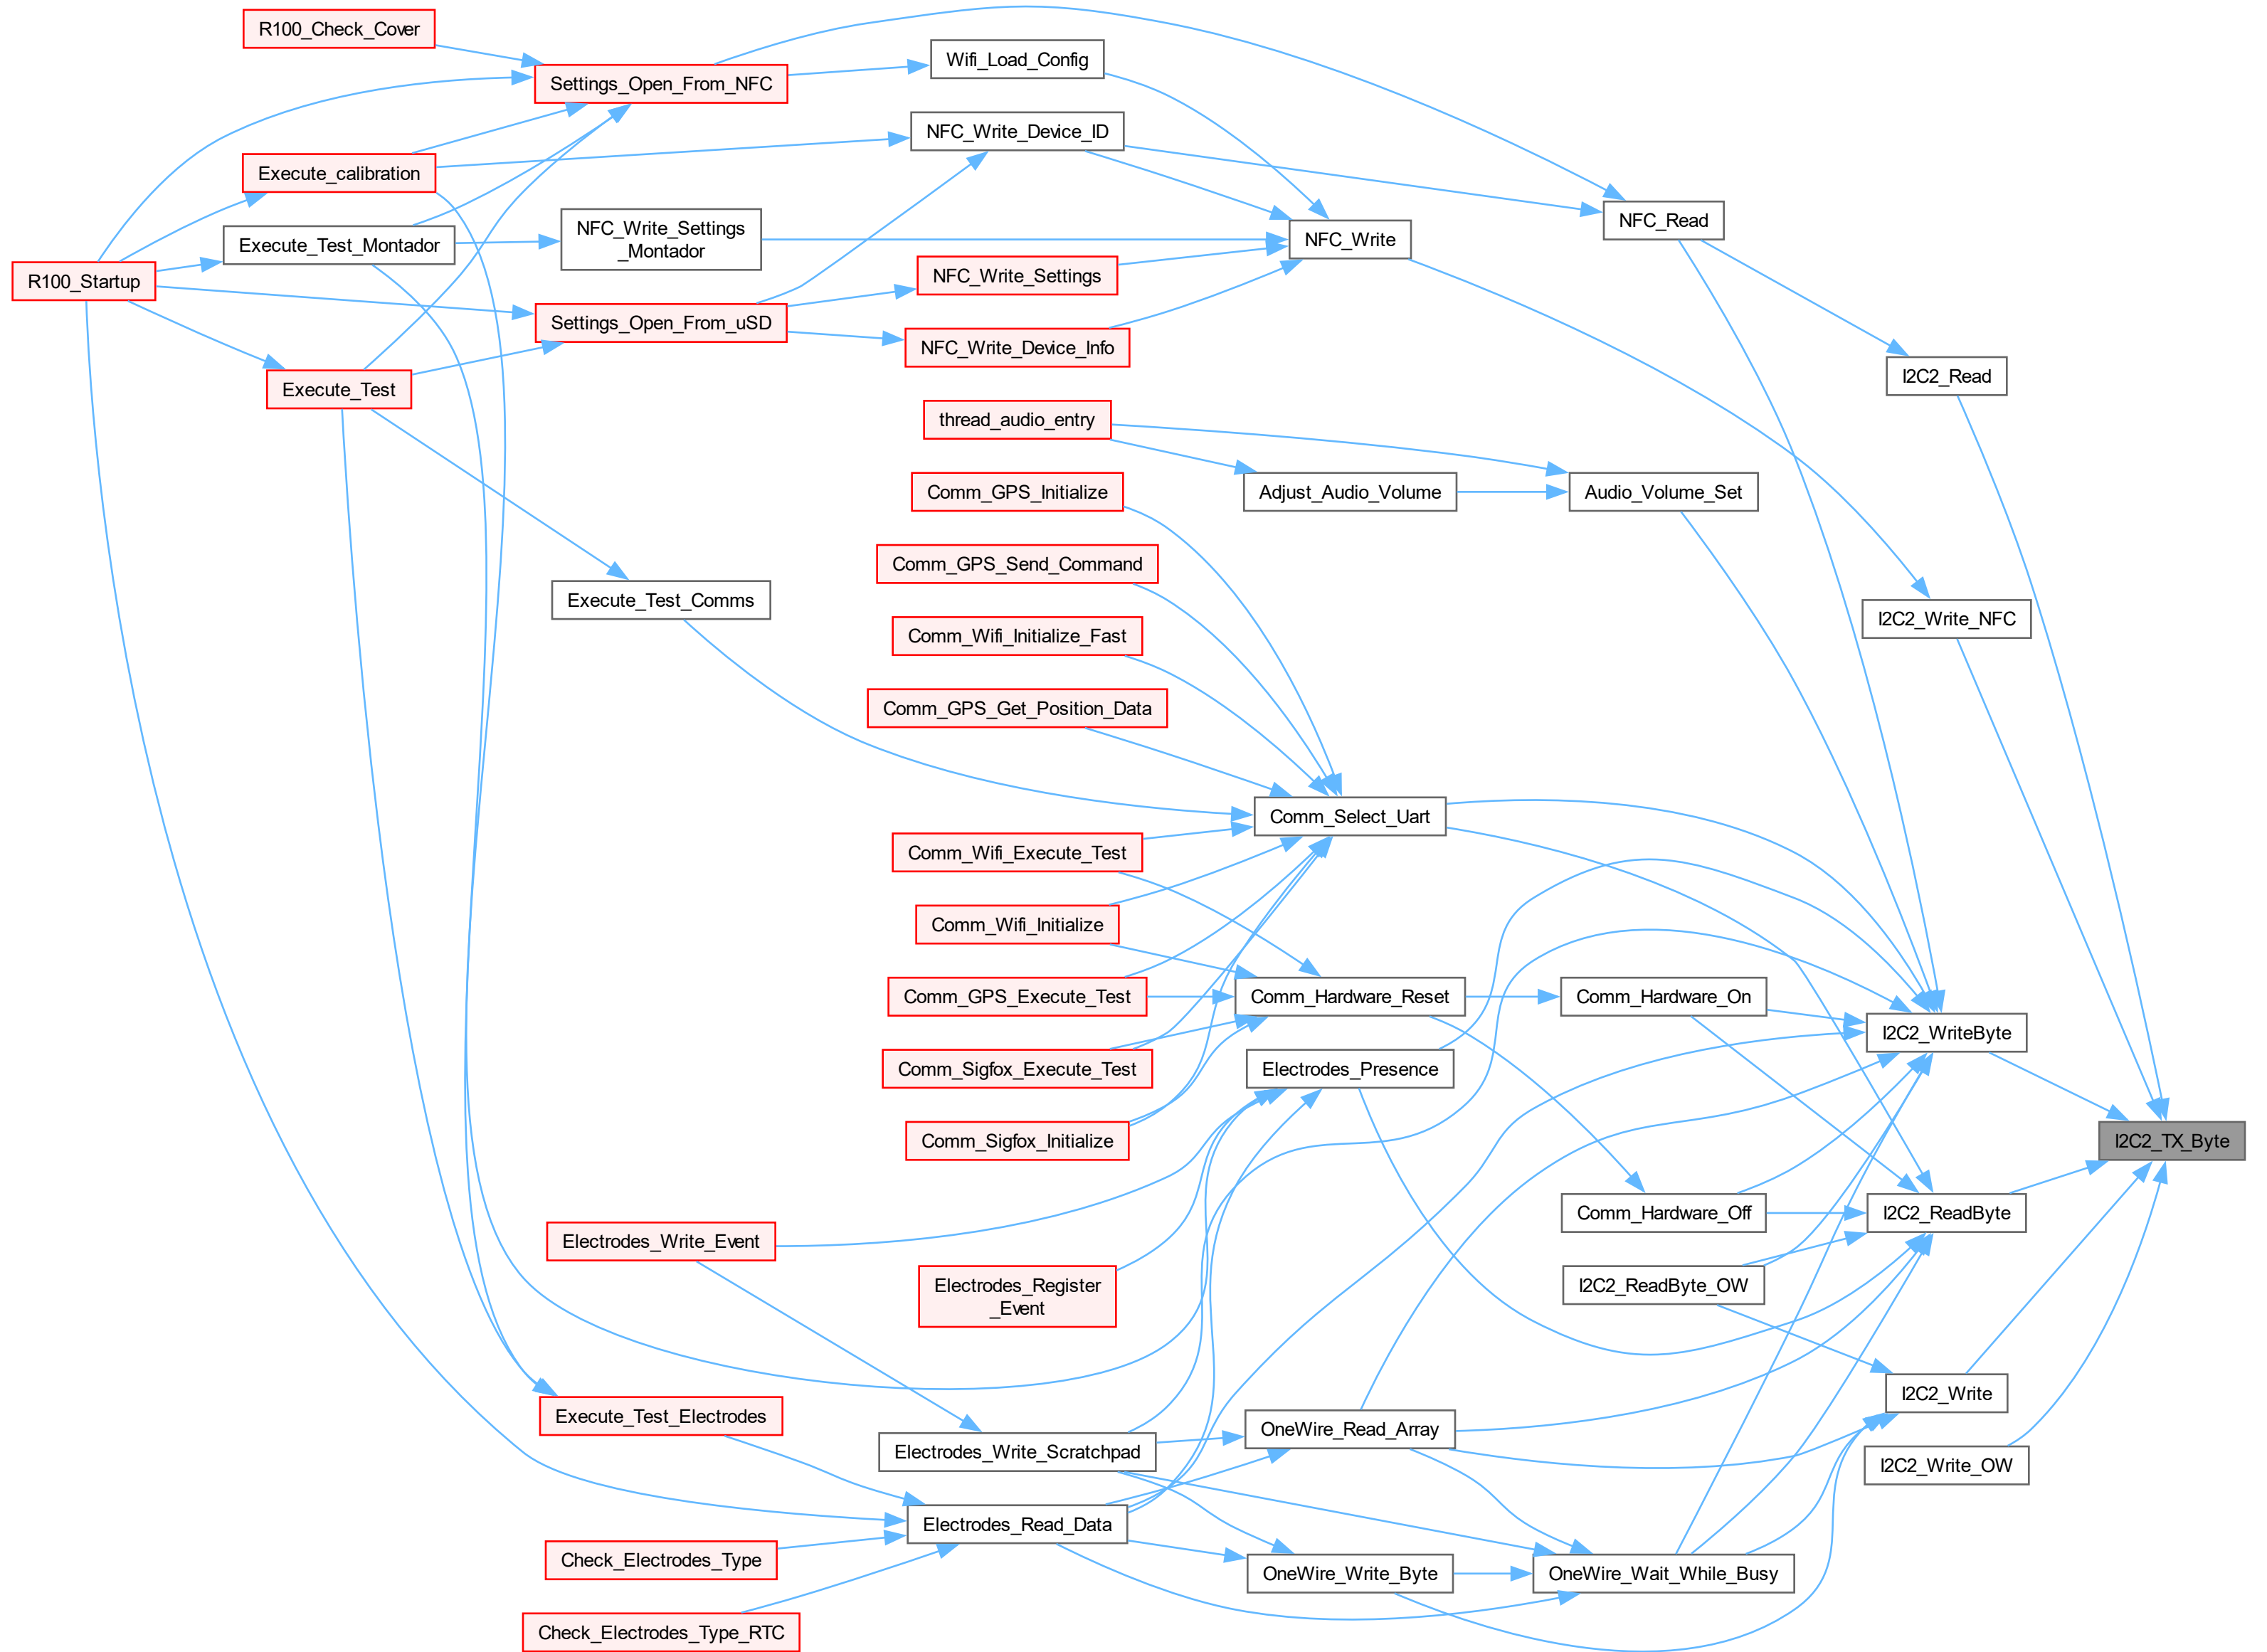 R100_Check_Cover
Wifi_Load_Config
Settings_Open_From_NFC
NFC_Write_Device_ID
Execute_calibration
NFC_Read
NFC_Write_Settings
_Montador
NFC_Write
Execute_Test_Montador
R100_Startup
NFC_Write_Settings
Settings_Open_From_uSD
NFC_Write_Device_Info
I2C2_Read
Execute_Test
thread_audio_entry
Comm_GPS_Initialize
Adjust_Audio_Volume
Audio_Volume_Set
Comm_GPS_Send_Command
Execute_Test_Comms
I2C2_Write_NFC
Comm_Wifi_Initialize_Fast
Comm_GPS_Get_Position_Data
Comm_Select_Uart
Comm_Wifi_Execute_Test
Comm_Wifi_Initialize
Comm_GPS_Execute_Test
Comm_Hardware_Reset
Comm_Hardware_On
I2C2_WriteByte
Comm_Sigfox_Execute_Test
Electrodes_Presence
Comm_Sigfox_Initialize
I2C2_TX_Byte
Comm_Hardware_Off
I2C2_ReadByte
Electrodes_Write_Event
I2C2_ReadByte_OW
Electrodes_Register
_Event
I2C2_Write
Execute_Test_Electrodes
OneWire_Read_Array
Electrodes_Write_Scratchpad
I2C2_Write_OW
Electrodes_Read_Data
Check_Electrodes_Type
OneWire_Write_Byte
OneWire_Wait_While_Busy
Check_Electrodes_Type_RTC